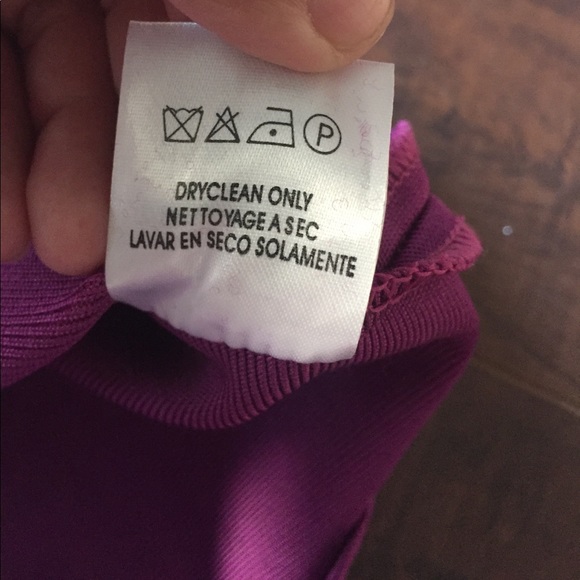 P
DRYCLEAN ONLY
NETTOYAGE A SEC
LAVAR EN SECO SOLAMENTE